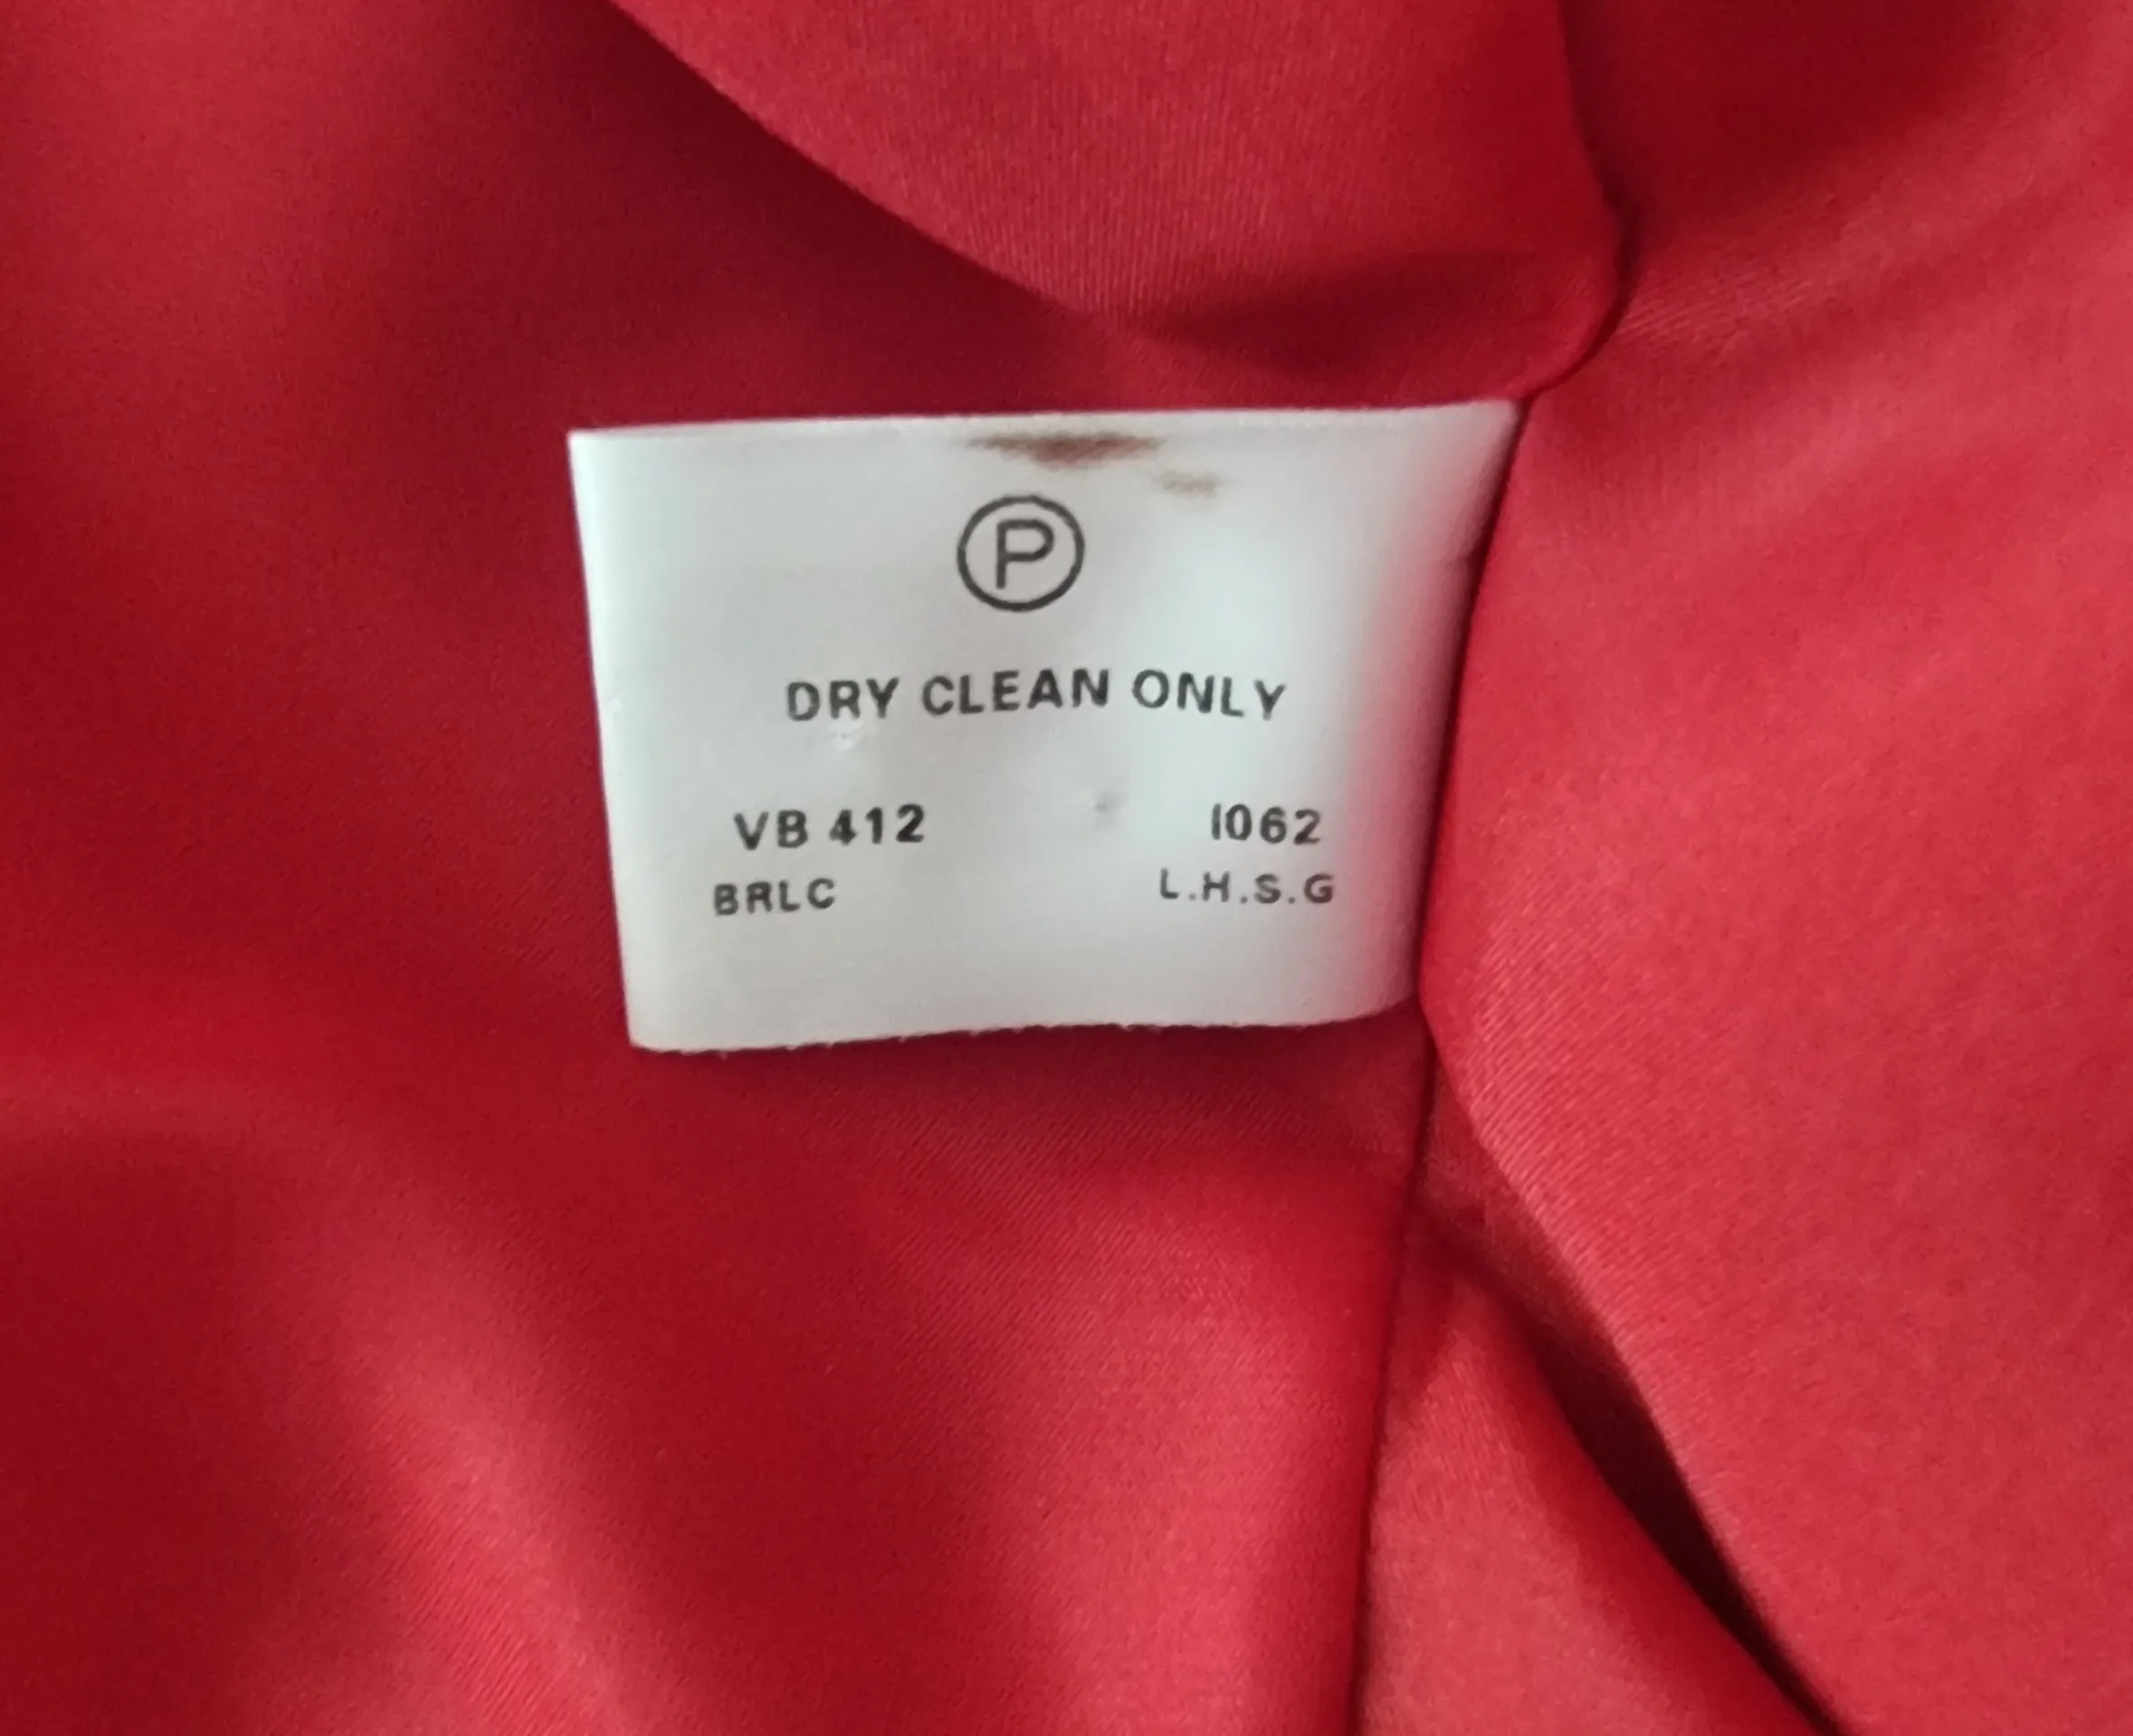 Ⓟ
DRY CLEAN ONLY
VB 412 1062
BRLC L.H.S.G